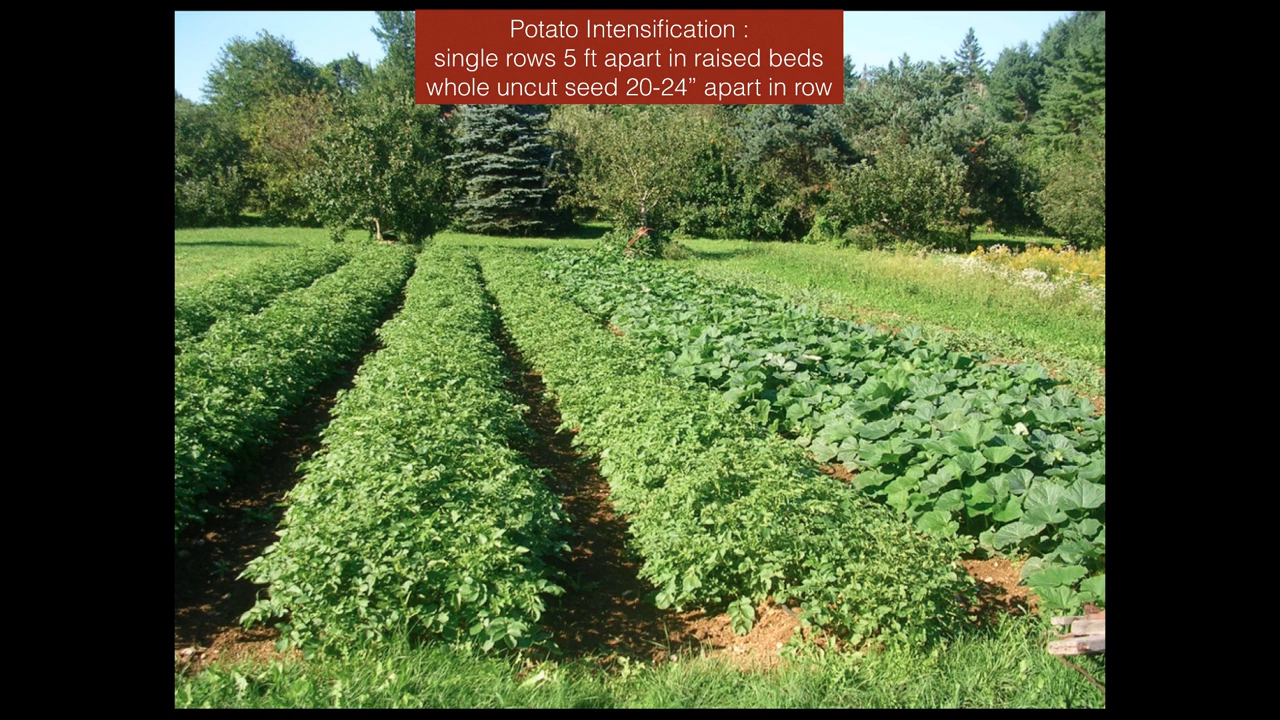 Potato Intensification :
single rows 5 ft apart in raised beds
whole uncut seed 20-24” apart in row